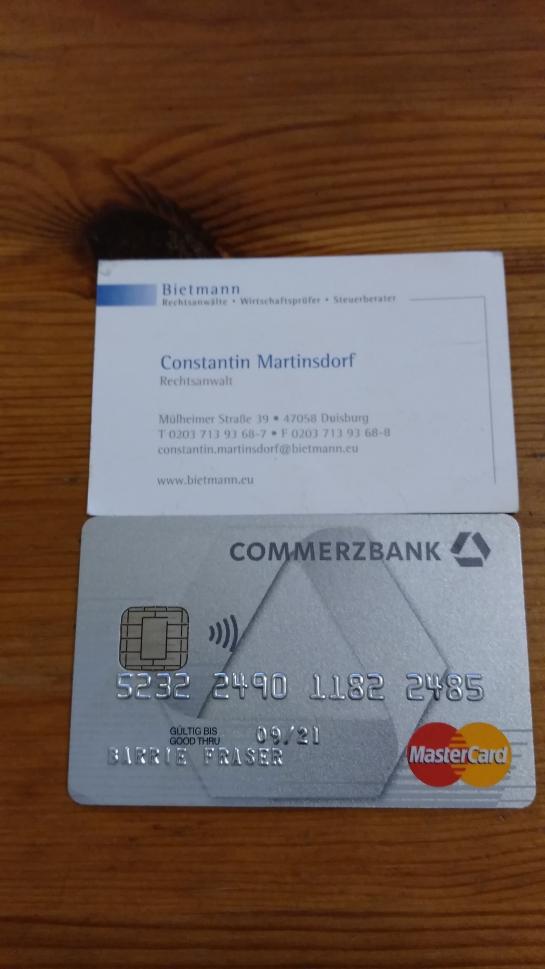 Bietmann
Rechtsanwälte • Wirtschaftsprüfer • Steuerberater
Constantin Martinsdorf
Rechtsanwalt
Mülheimer Straße 39 • 47058 Duisburg
T 0203 713 93 68-7 • F 0203 713 93 68-8
constantin.martinsdorf@bietmann.eu
www.bietmann.eu
COMMERZBANK
5232 2490 1182 2485
GÜLTIG BIS
GOOD THRU 09/21
BARRIE FRASER
MasterCard